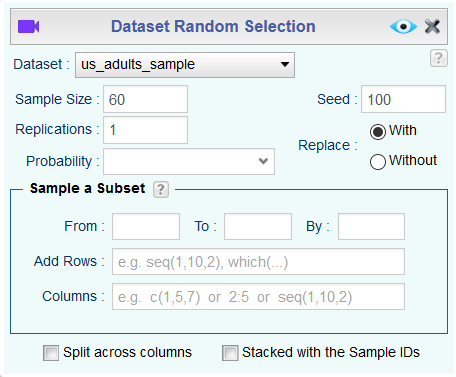 Dataset Random Selection
Dataset : us_adults_sample ?
Sample Size : 60 Seed : 100
Replications : 1 Replace : With
Probability : Without
Sample a Subset ?
From : To : By :
Add Rows : e.g. seq(1,10,2), which(...)
Columns : e.g. c(1,5,7) or 2:5 or seq(1,10,2)
Split across columns Stacked with the Sample IDs